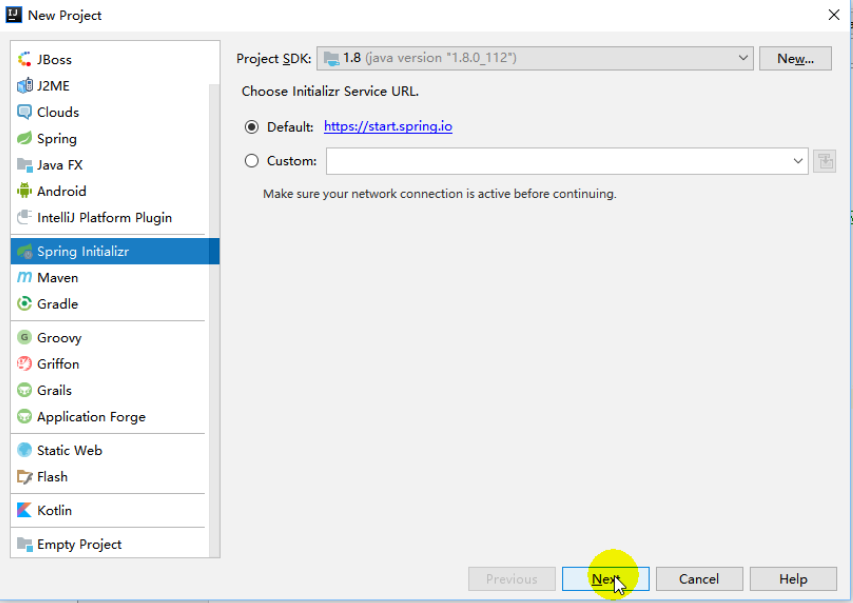 New Project
JBoss
J2ME
Clouds
Spring
Java FX
Android
IntelliJ Platform Plugin
Spring Initializr
Maven
Gradle
Groovy
Griffon
Grails
Application Forge
Static Web
Flash
Kotlin
Empty Project
Project SDK: 1.8 (java version "1.8.0_112") New...
Choose Initializr Service URL.
Default: https://start.spring.io
Custom:
Make sure your network connection is active before continuing.
Previous Next Cancel Help